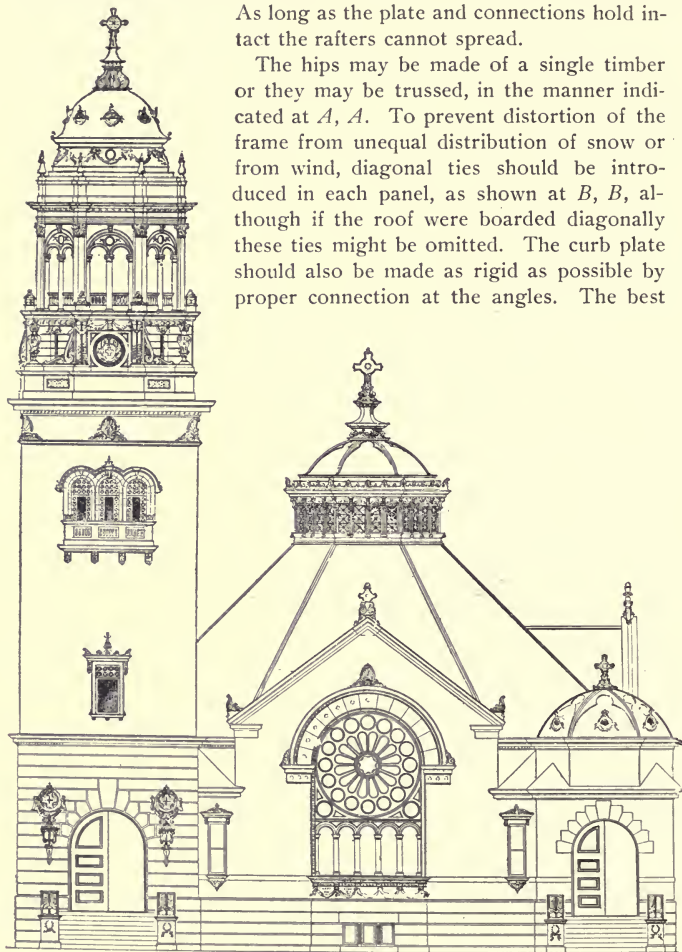 As long as the plate and connections hold in-
tact the rafters cannot spread.
The hips may be made of a single timber
or they may be trussed, in the manner indi-
cated at A, A. To prevent distortion of the
frame from unequal distribution of snow or
from wind, diagonal ties should be intro-
duced in each panel, as shown at B, B, al-
though if the roof were boarded diagonally
these ties might be omitted. The curb plate
should also be made as rigid as possible by
proper connection at the angles. The best